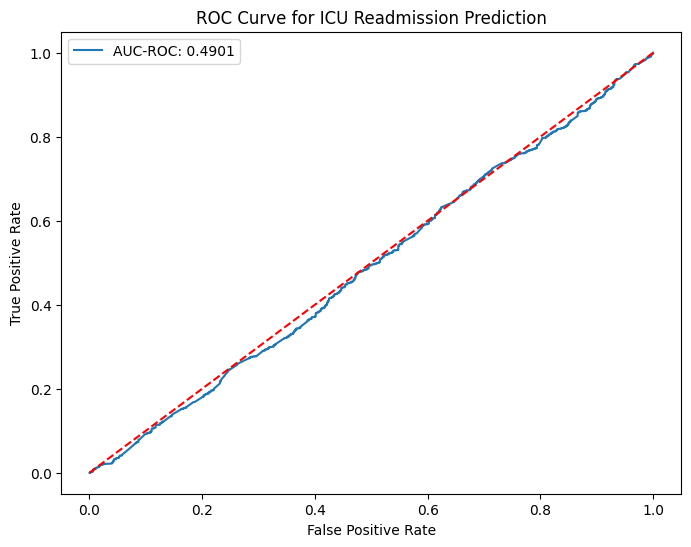 ROC Curve for ICU Readmission Prediction
AUC-ROC: 0.4901
1.0
0.8
0.6
0.4
0.2
0.0
True Positive Rate
0.0 0.2 0.4 0.6 0.8 1.0
False Positive Rate